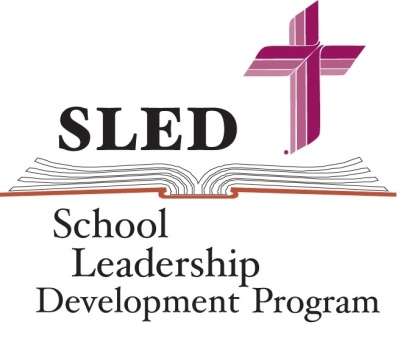 SLED
School
Leadership
Development Program